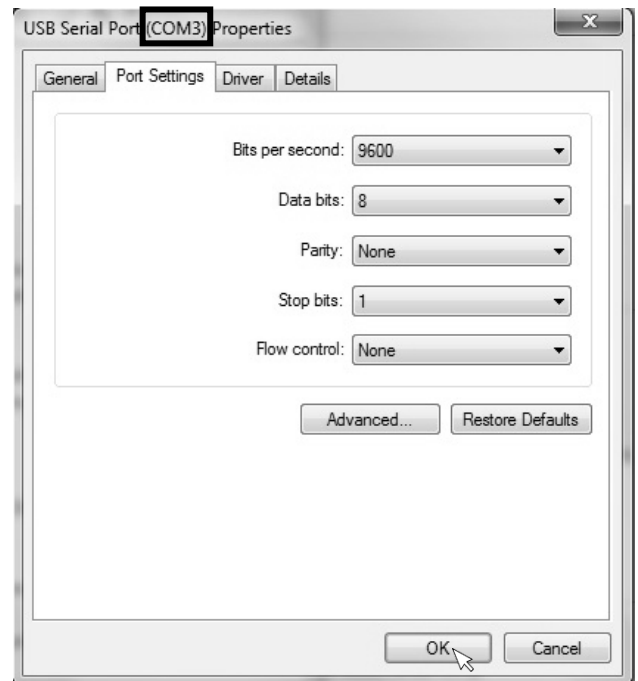 USB Serial Port (COM3) Properties
General Port Settings Driver Details
Bits per second: 9600
Data bits: 8
Parity: None
Stop bits: 1
Flow control: None
Advanced... Restore Defaults
OK Cancel